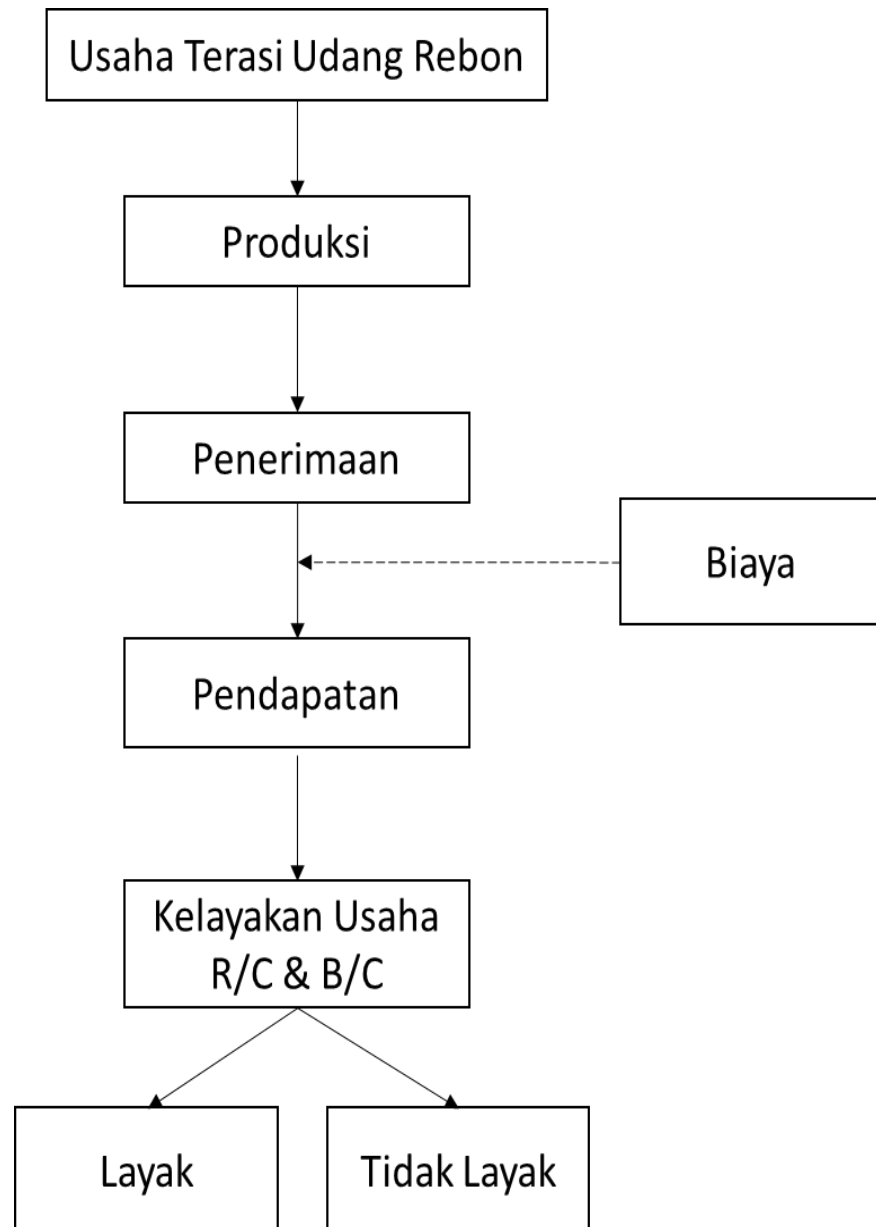 Usaha Terasi Udang Rebon
Produksi
Penerimaan
Biaya
Pendapatan
Kelayakan Usaha
R/C & B/C
Layak
Tidak Layak